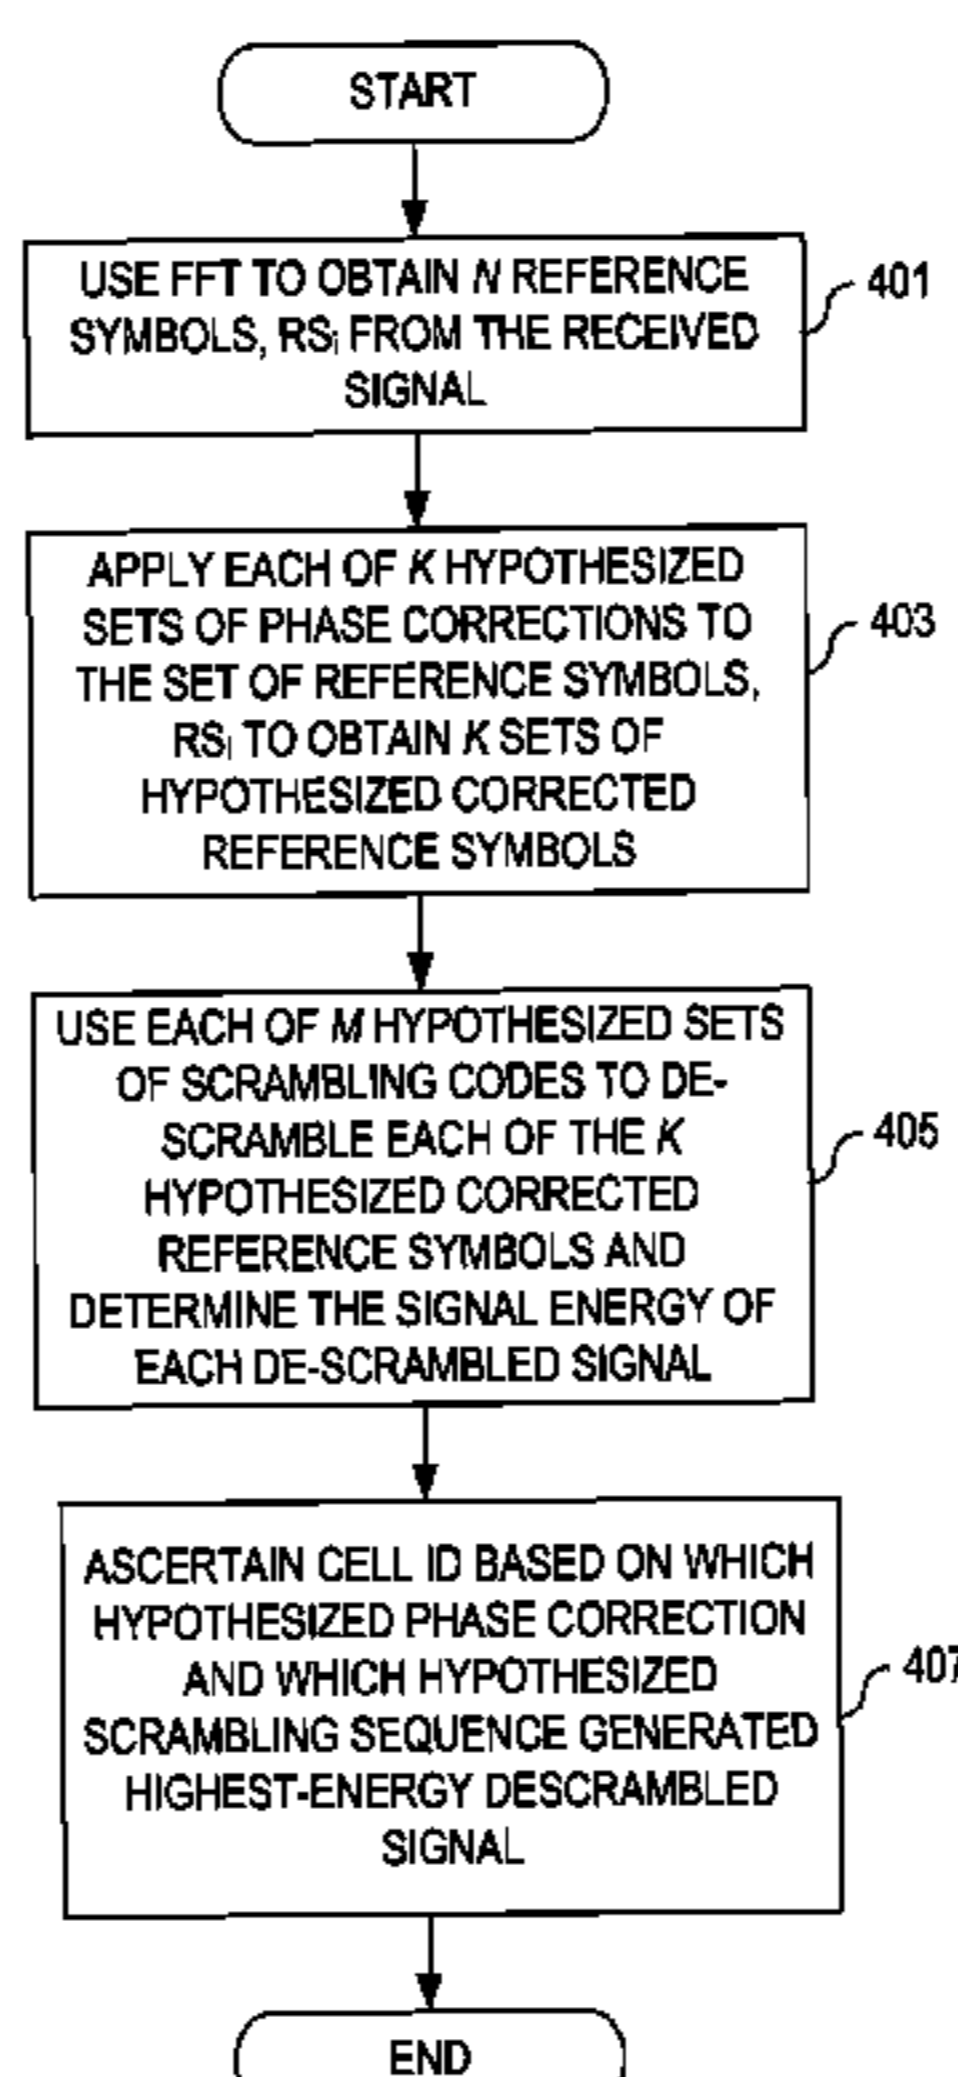 START
USE FFT TO OBTAIN N REFERENCE
SYMBOLS, RSi FROM THE RECEIVED
SIGNAL
401
APPLY EACH OF K HYPOTHESIZED
SETS OF PHASE CORRECTIONS TO
THE SET OF REFERENCE SYMBOLS,
RSi TO OBTAIN K SETS OF
HYPOTHESIZED CORRECTED
REFERENCE SYMBOLS
403
USE EACH OF M HYPOTHESIZED SETS
OF SCRAMBLING CODES TO DE-
SCRAMBLE EACH OF THE K
HYPOTHESIZED CORRECTED
REFERENCE SYMBOLS AND
DETERMINE THE SIGNAL ENERGY OF
EACH DE-SCRAMBLED SIGNAL
405
ASCERTAIN CELL ID BASED ON WHICH
HYPOTHESIZED PHASE CORRECTION
AND WHICH HYPOTHESIZED
SCRAMBLING SEQUENCE GENERATED
HIGHEST-ENERGY DESCRAMBLED
SIGNAL
407
END